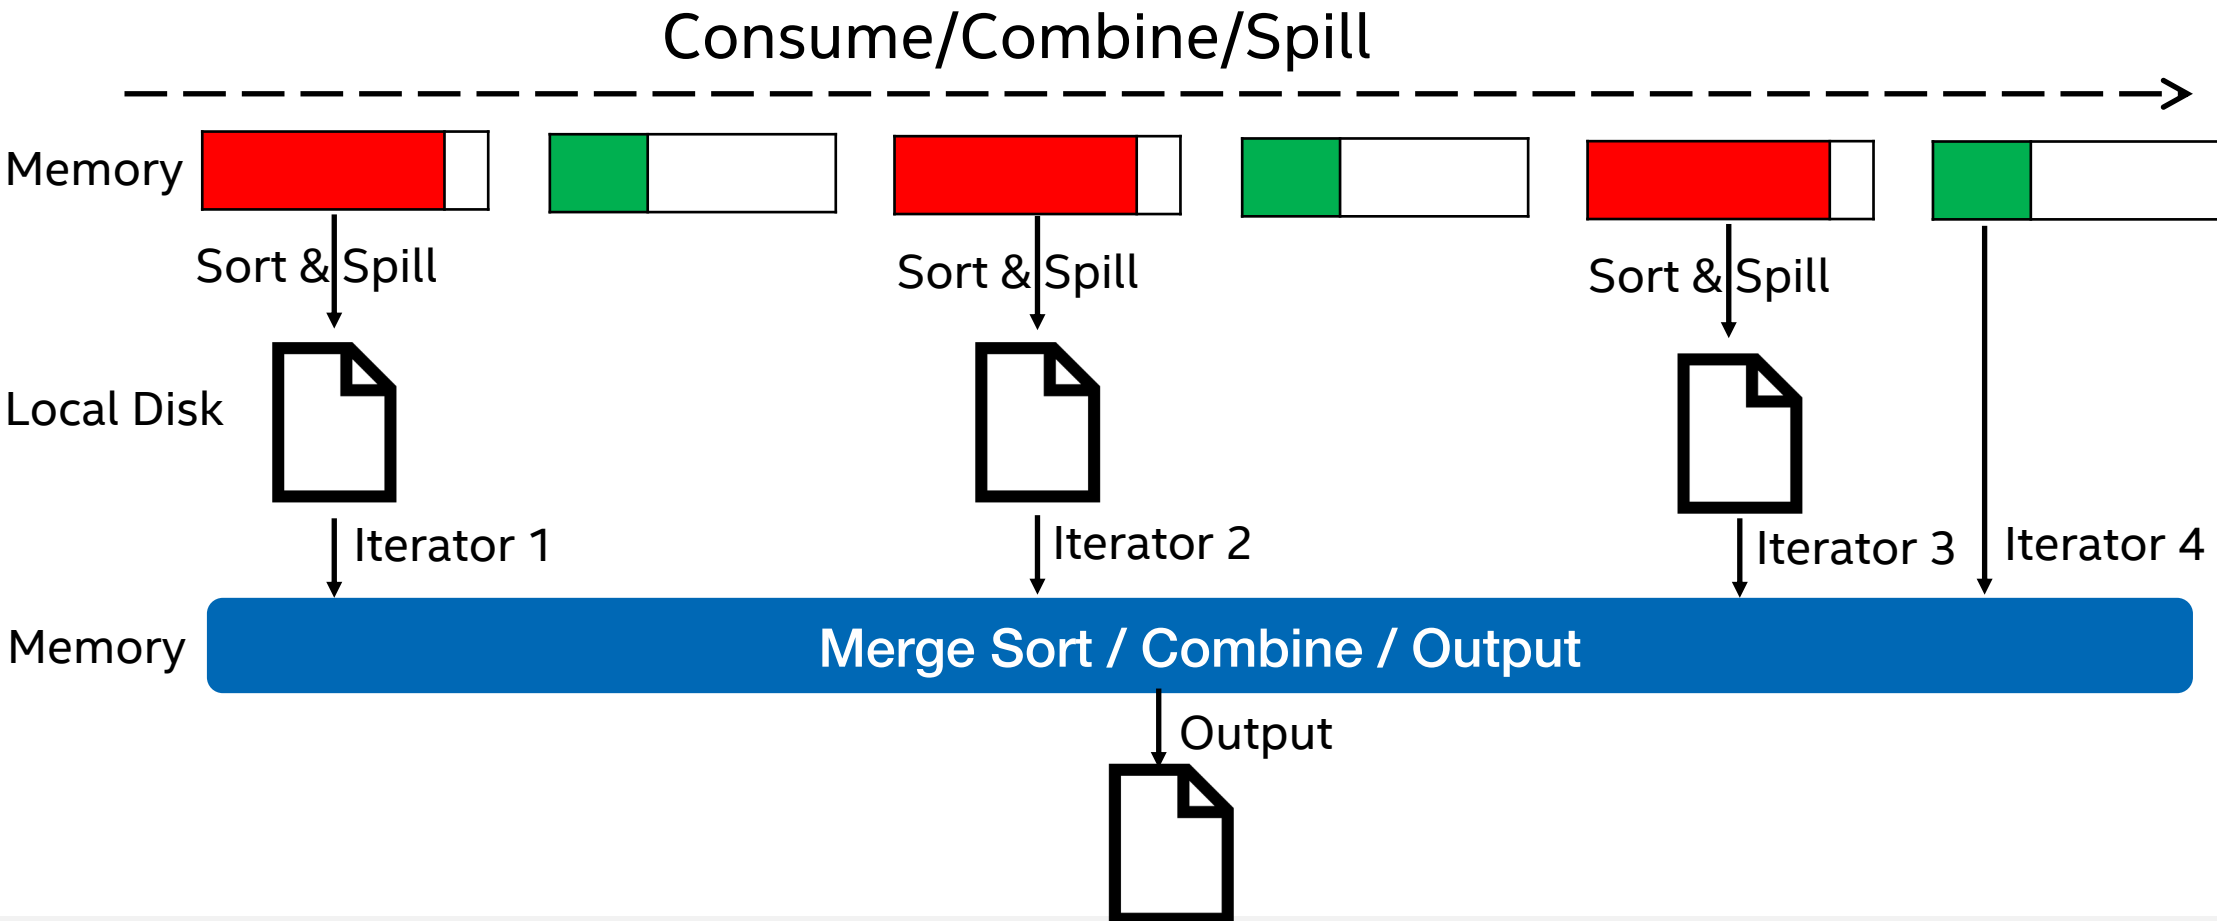 Consume/Combine/Spill
Memory
Sort & Spill
Sort & Spill
Sort & Spill
Local Disk
Iterator 1
Iterator 2
Iterator 3
Iterator 4
Memory
Merge Sort / Combine / Output
Output